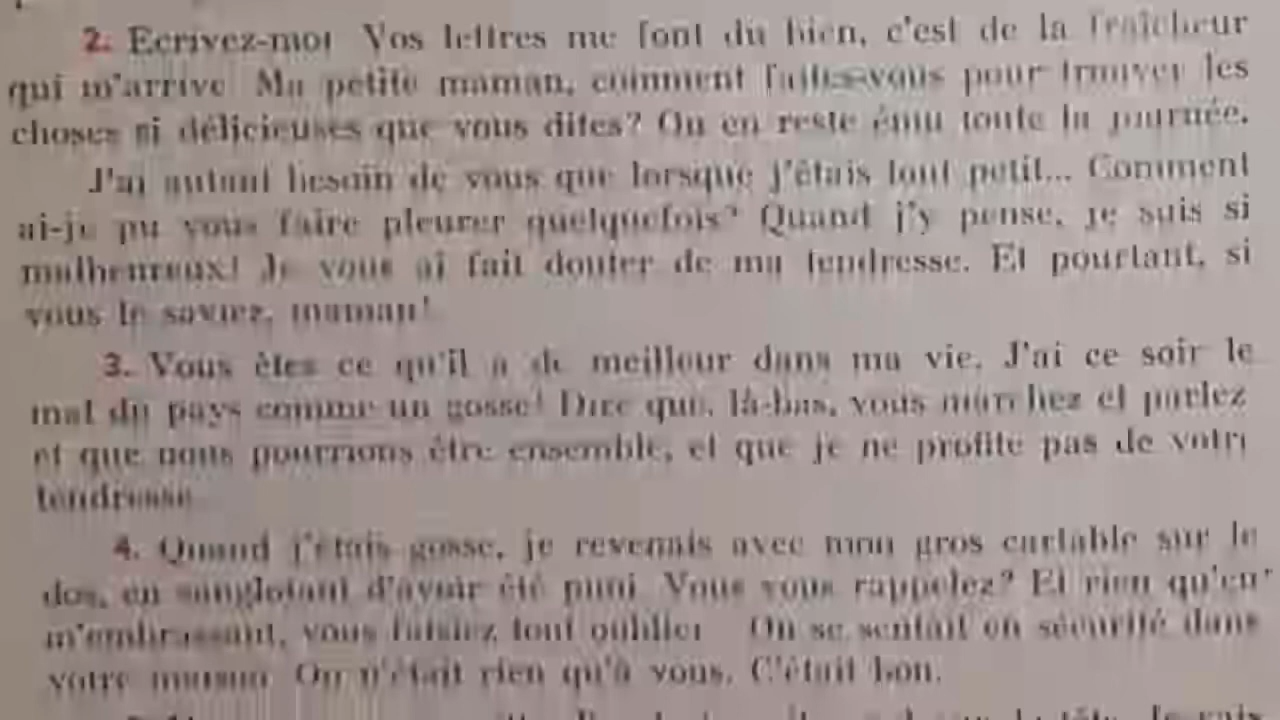 2. Ecrivez-moi Vos lettres me font du bien, c'est de la fraîcheur
qui m'arrive Ma petite maman, comment faites-vous pour trouver les
choses si délicieuses que vous dites? On en reste ému toute la journée.
J'ai autant besoin de vous que lorsque j'étais tout petit... Comment
ai-je pu vous faire pleurer quelquefois? Quand j'y pense, je suis si
malheureux! Je vous ai fait douter de ma tendresse. Et pourtant, si
vous le saviez, maman!
3. Vous êtes ce qu'il a de meilleur dans ma vie. J'ai ce soir le
mal du pays comme un gosse! Dire que, là-bas, vous marchez et parlez
et que nous pourrions être ensemble, et que je ne profite pas de votre
tendresse
4. Quand j'étais gosse, je revenais avec mon gros cartable sur le
dos, en sanglotant d'avoir été puni Vous vous rappelez? Et rien qu'en
m'embrassant, vous faisiez tout oublier On se sentait en sécurité dans
votre maison On n'était rien qu'à vous. C'était bon.